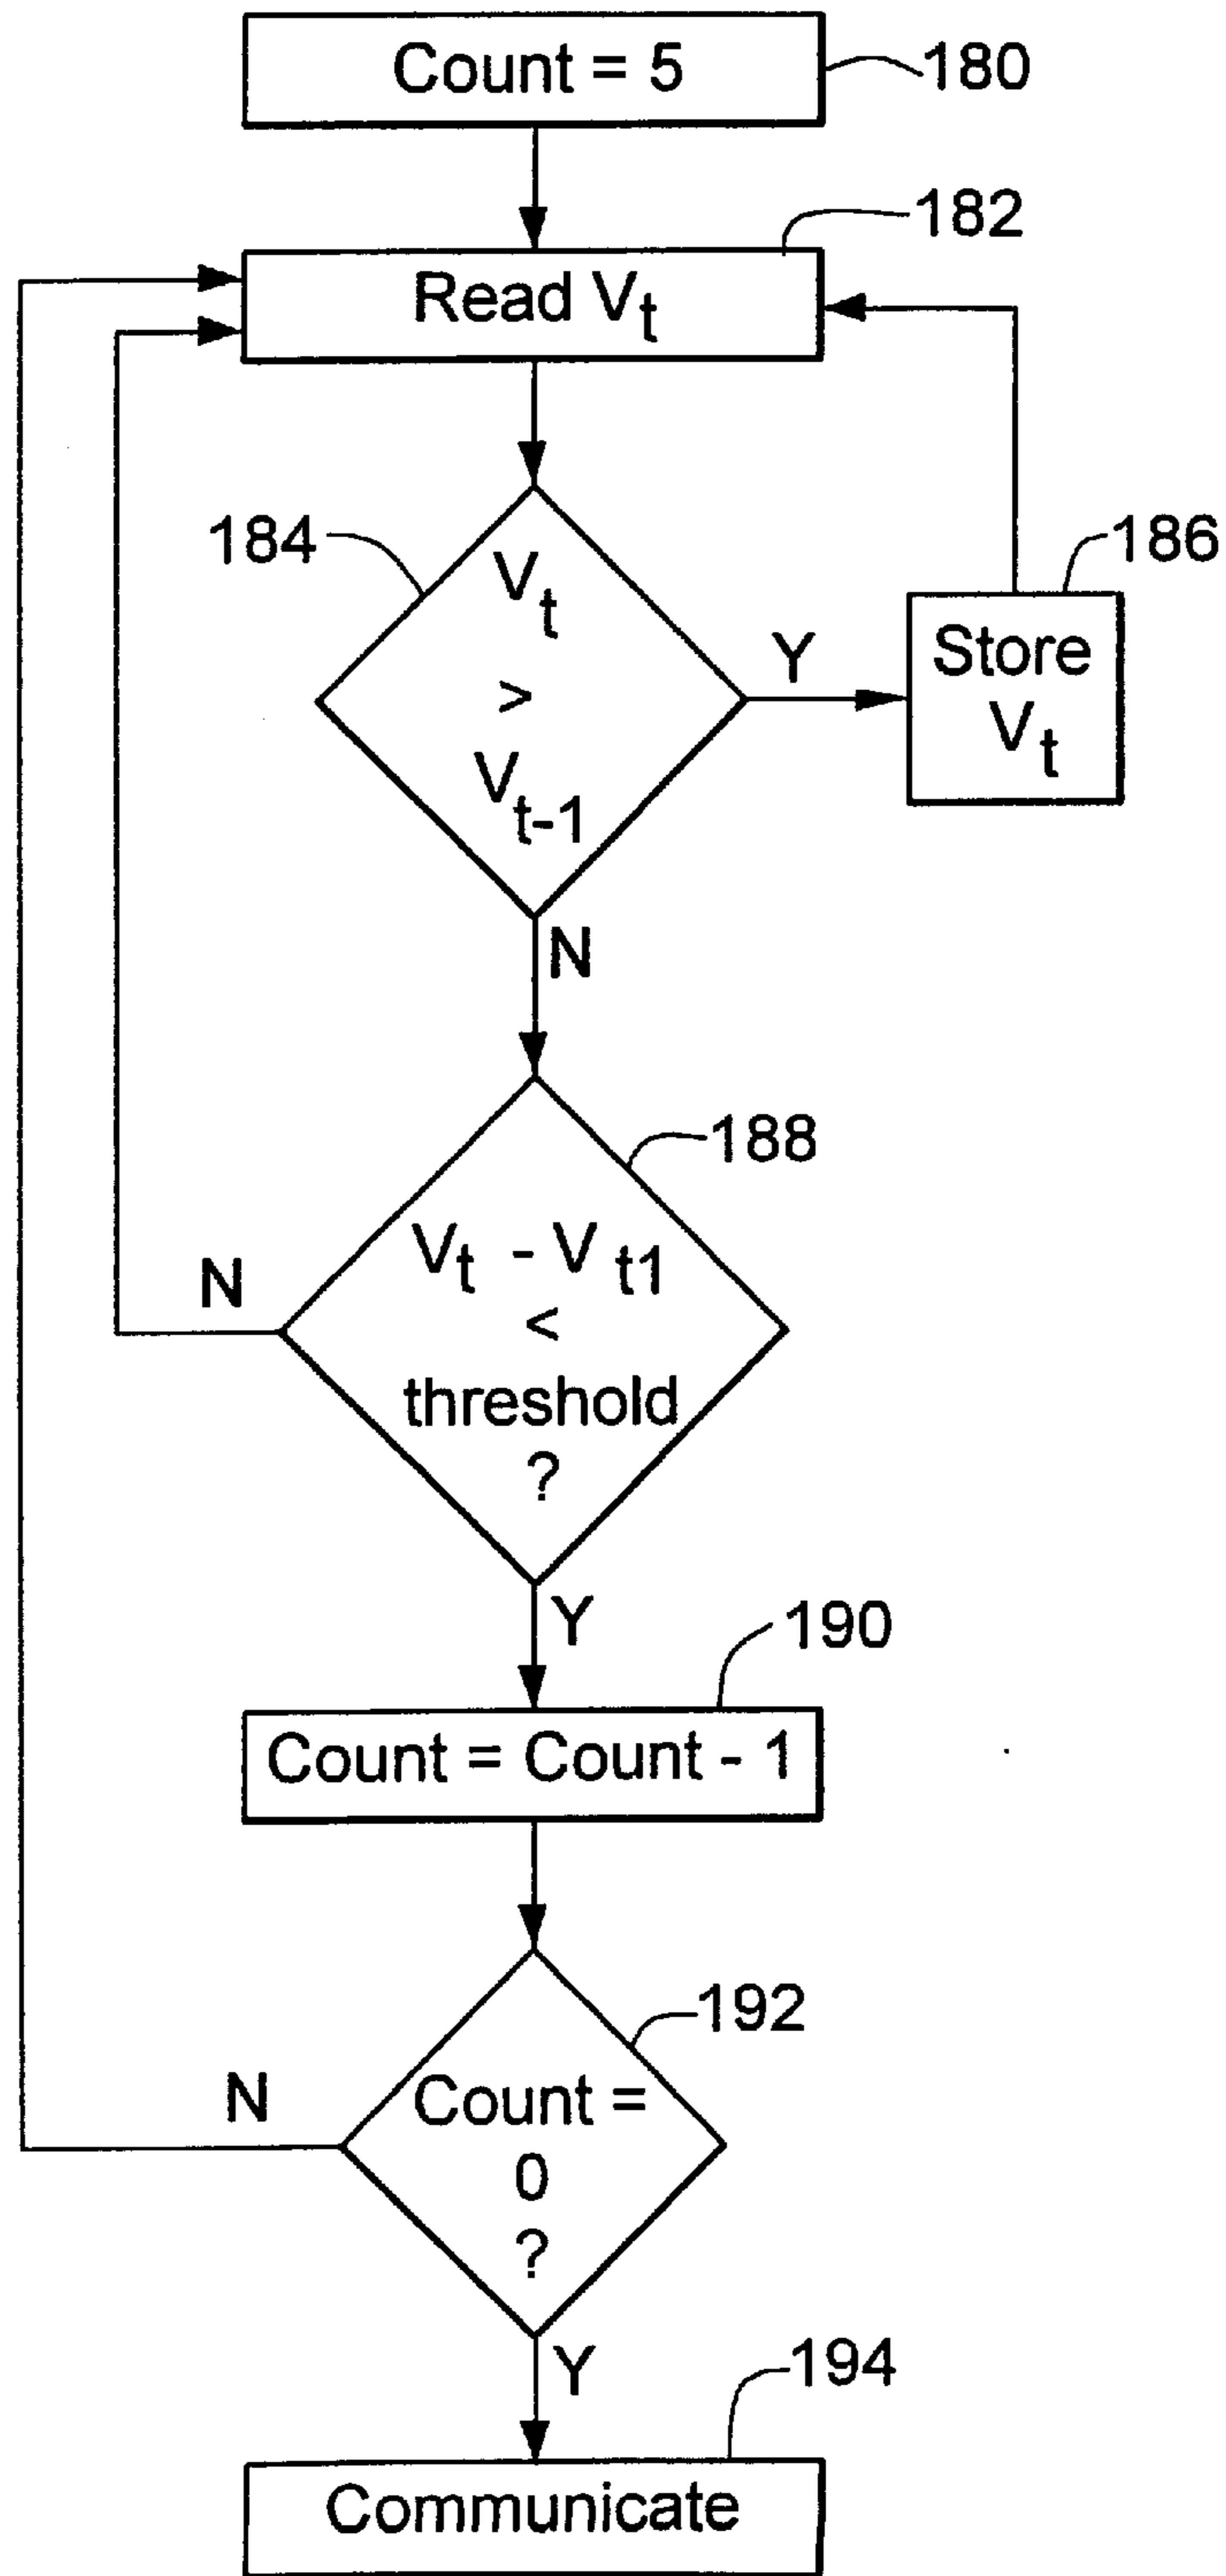 Count = 5
180
182
Read Vt
184
Vt
>
Vt-1
Y
186
Store
Vt
N
188
Vt - Vt1
<
threshold
?
N
Y
190
Count = Count - 1
192
Count =
0
?
N
Y
194
Communicate